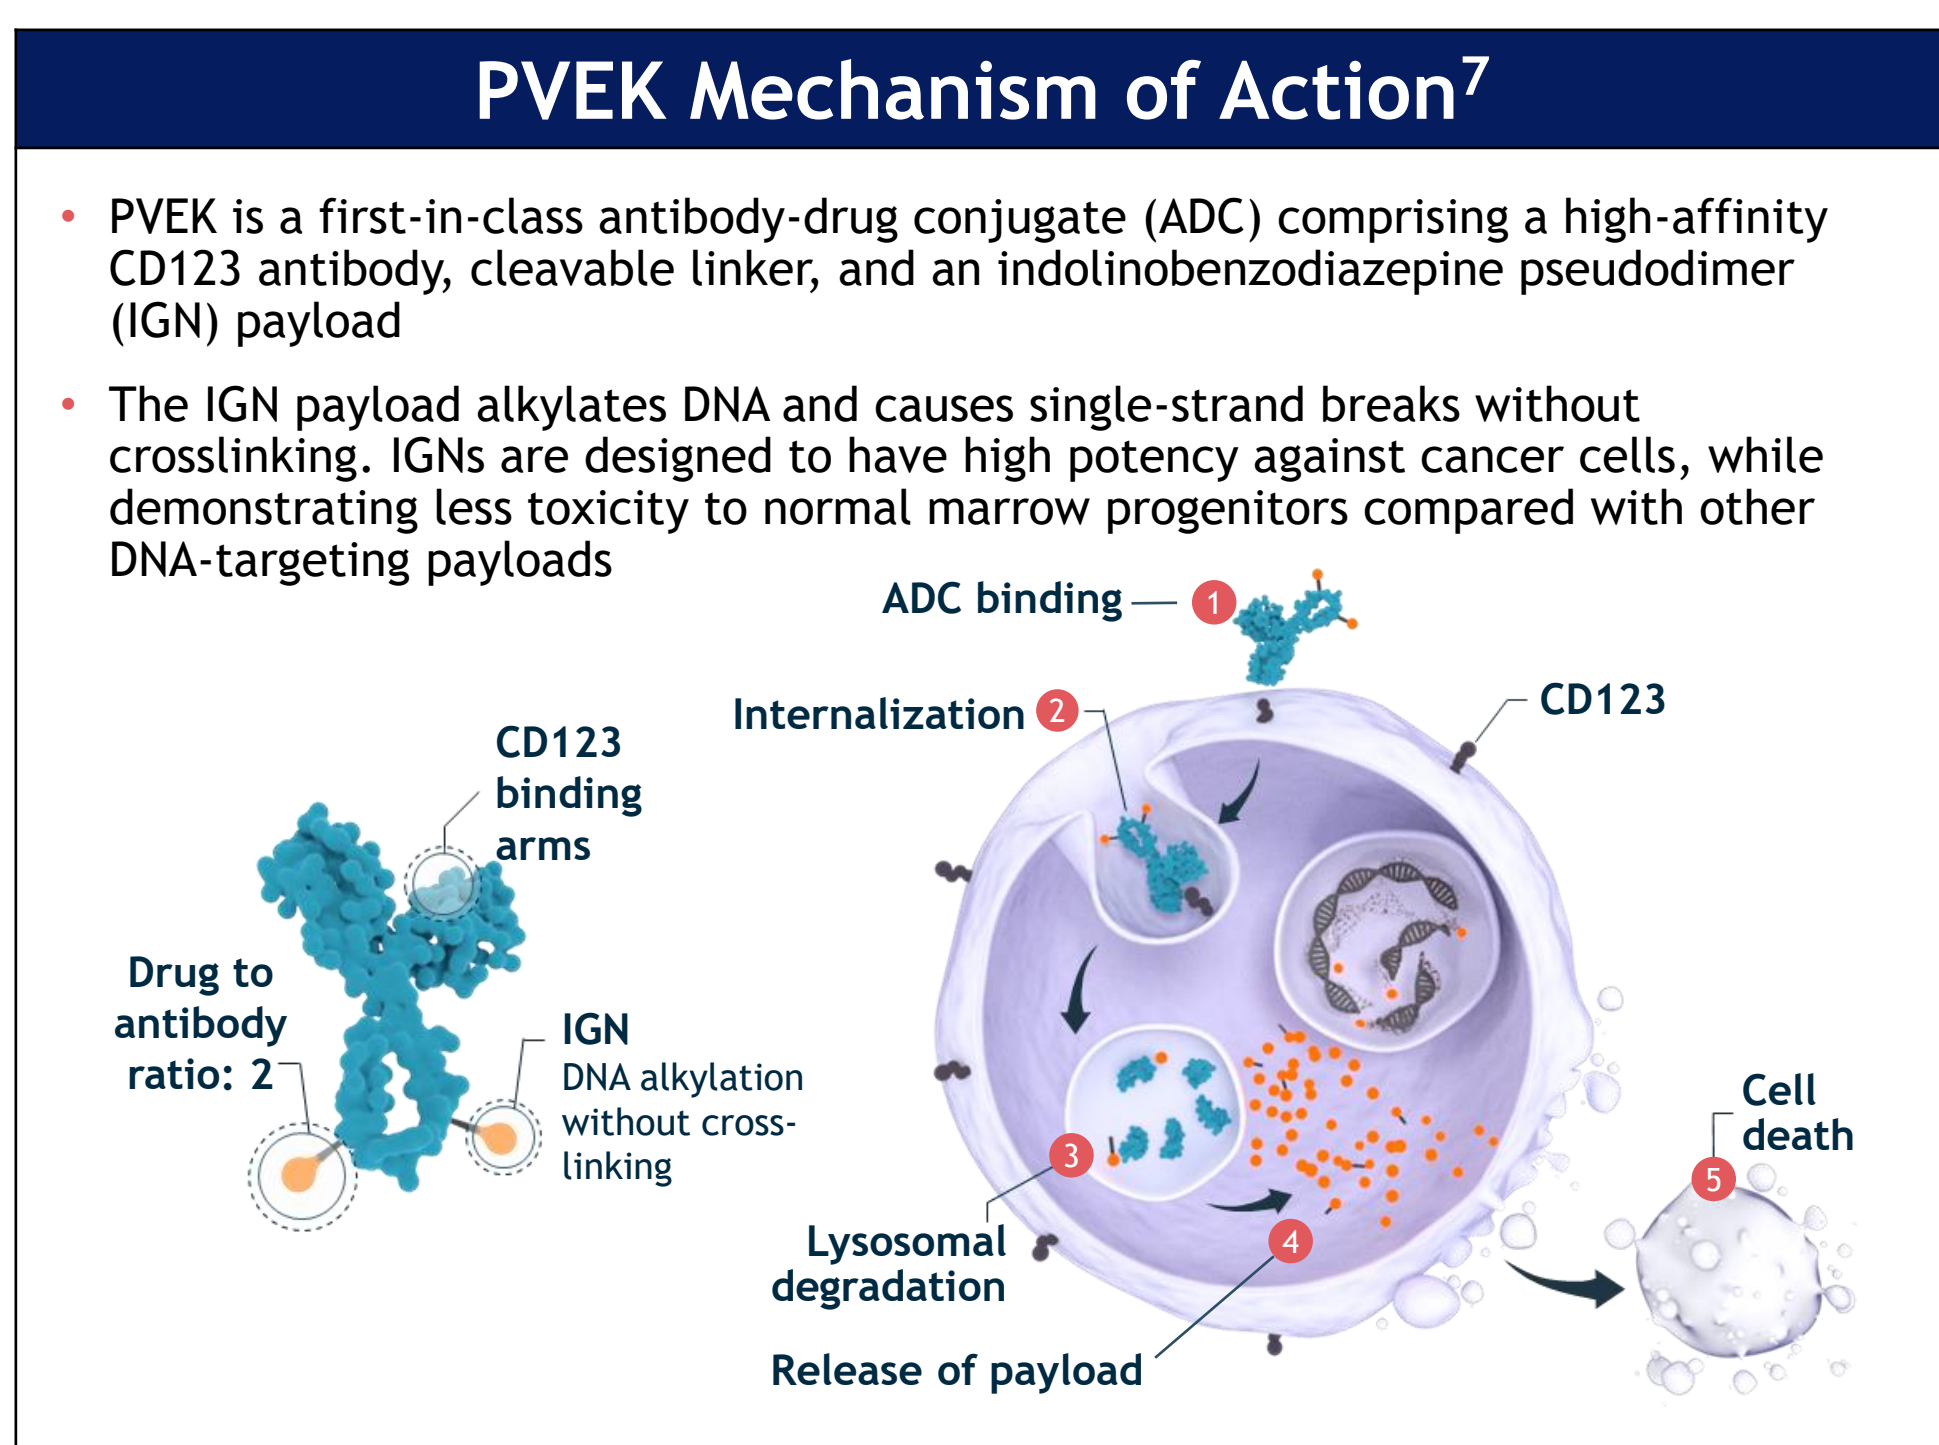 PVEK Mechanism of Action⁷
• PVEK is a first-in-class antibody-drug conjugate (ADC) comprising a high-affinity
CD123 antibody, cleavable linker, and an indolinobenzodiazepine pseudodimer
(IGN) payload
• The IGN payload alkylates DNA and causes single-strand breaks without
crosslinking. IGNs are designed to have high potency against cancer cells, while
demonstrating less toxicity to normal marrow progenitors compared with other
DNA-targeting payloads
ADC binding
1
Internalization
2
CD123
CD123
binding
arms
Drug to
antibody
ratio: 2
IGN
DNA alkylation
without cross-
linking
3
Lysosomal
degradation
4
Release of payload
Cell
death
5